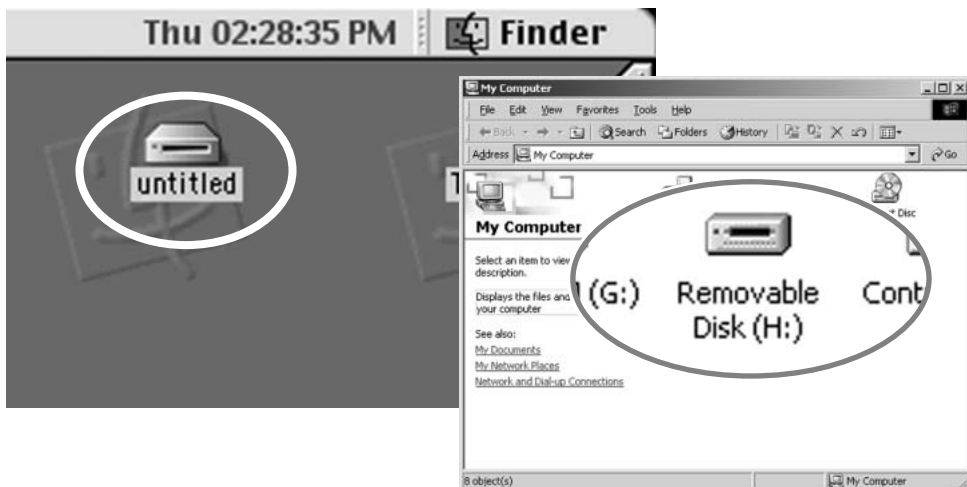 Thu 02:28:35 PM Finder
untitled
My Computer
File Edit View Favorites Tools Help
Back Search Folders History
Address My Computer Go
Disc
My Computer
Select an item to view
description.
Displays the files and
your computer
(G:) Removable
Disk (H:)
See also:
My Documents
My Network Places
Network and Dial-up Connections
8 object(s) My Computer